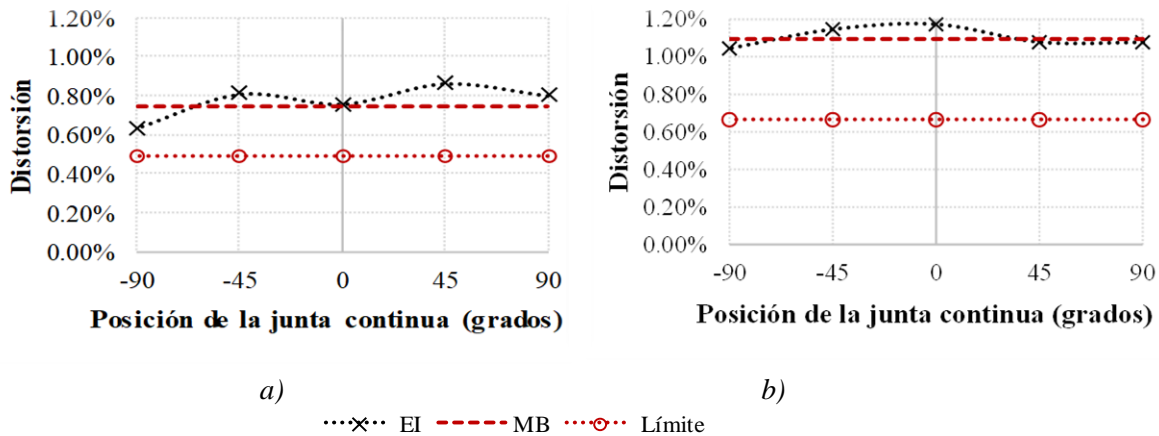 1.20%
1.00%
0.80%
0.60%
0.40%
0.20%
0.00%
Distorsión
-90 -45 0 45 90
Posición de la junta continua (grados)
a)
1.20%
1.00%
0.80%
0.60%
0.40%
0.20%
0.00%
Distorsión
-90 -45 0 45 90
Posición de la junta continua (grados)
b)
EI MB Límite